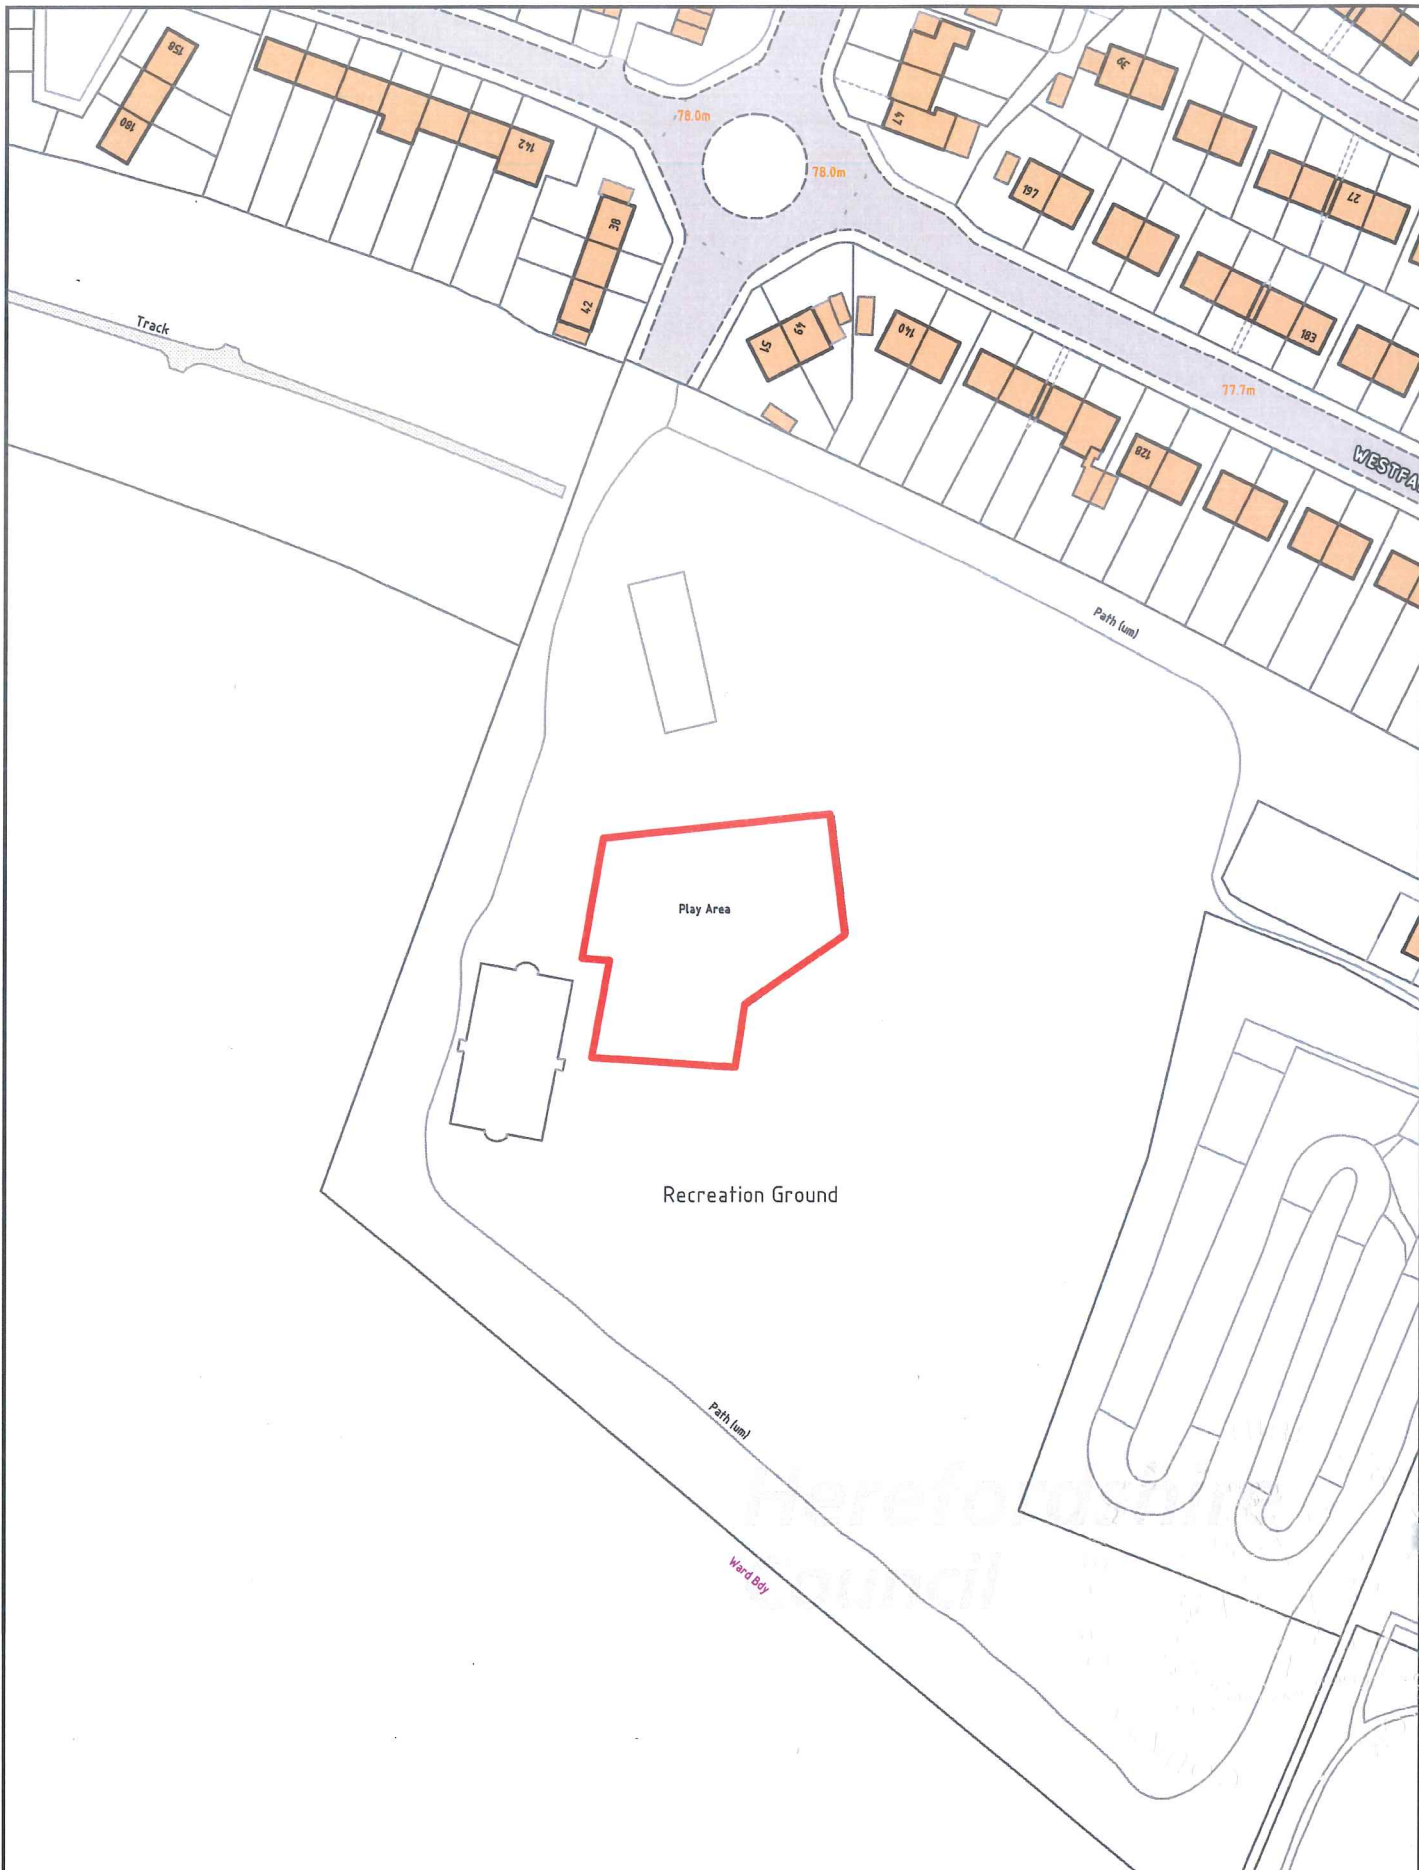 158
39
47
180
78.0m
142
78.0m
197
27
38
42
49
Track
51
140
183
77.7m
128
WESTFA
Path (um)
Play Area
Recreation Ground
Path (um)
Herefordshire
Council
Ward Bdy